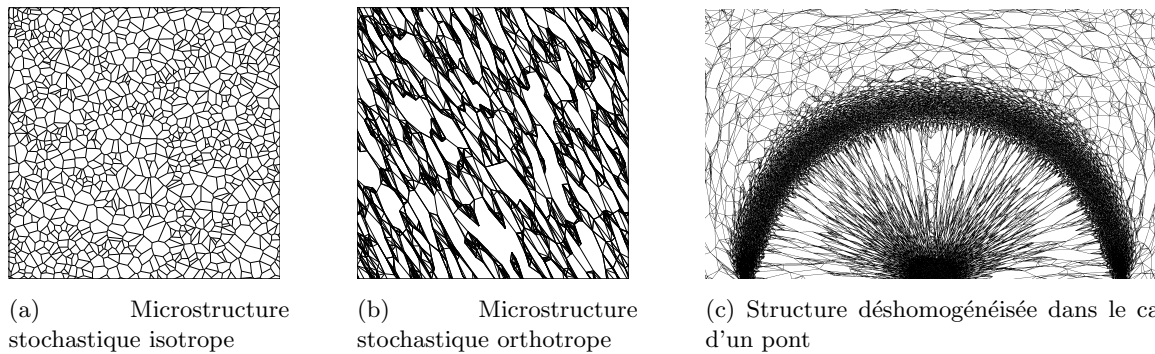 (a) Microstructure
stochastique isotrope
(b) Microstructure
stochastique orthotrope
(c) Structure déshomogénéisée dans le ca
d'un pont